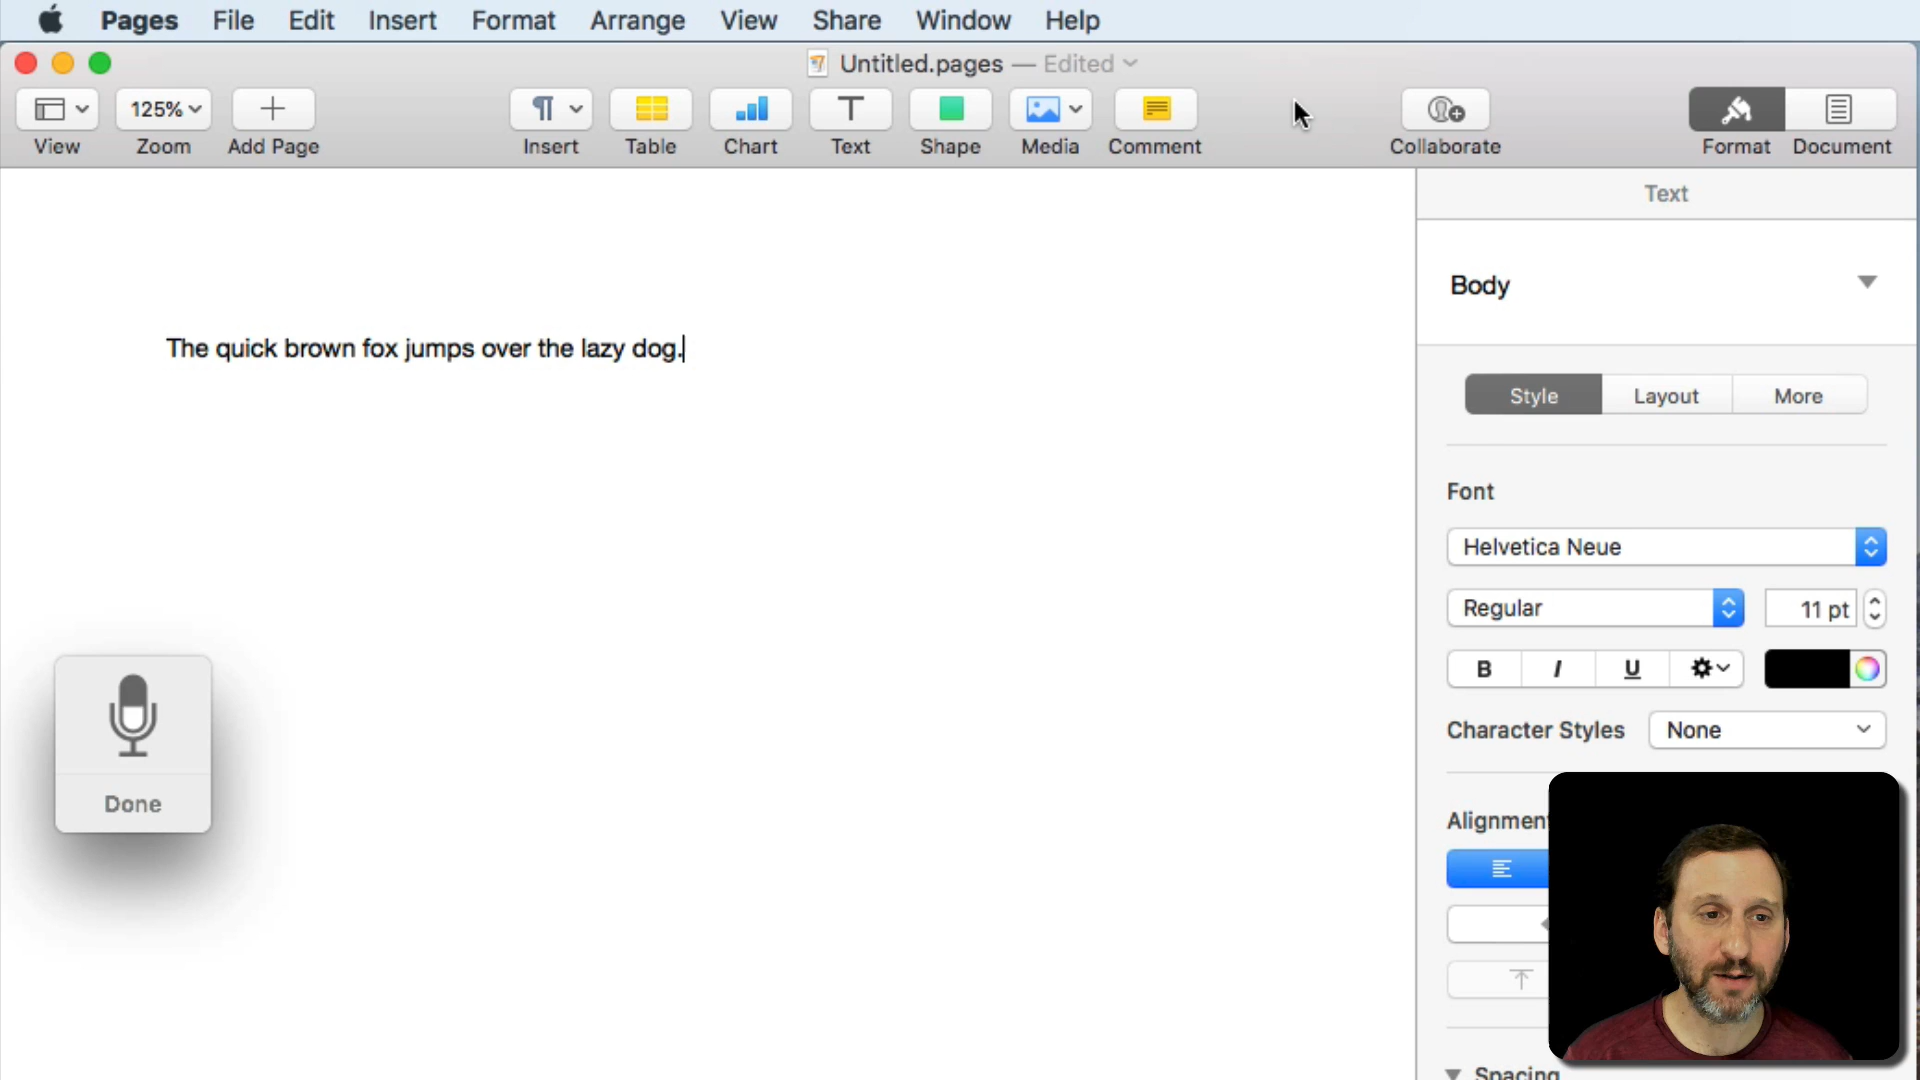 Pages File Edit Insert Format Arrange View Share Window Help
Untitled.pages — Edited
125%
View Zoom Add Page Insert Table Chart Text Shape Media Comment Collaborate Format Document
Text
Body
The quick brown fox jumps over the lazy dog.
Style Layout More
Font
Helvetica Neue
Regular 11 pt
B I U
Character Styles None
Done
Alignment
Spacing